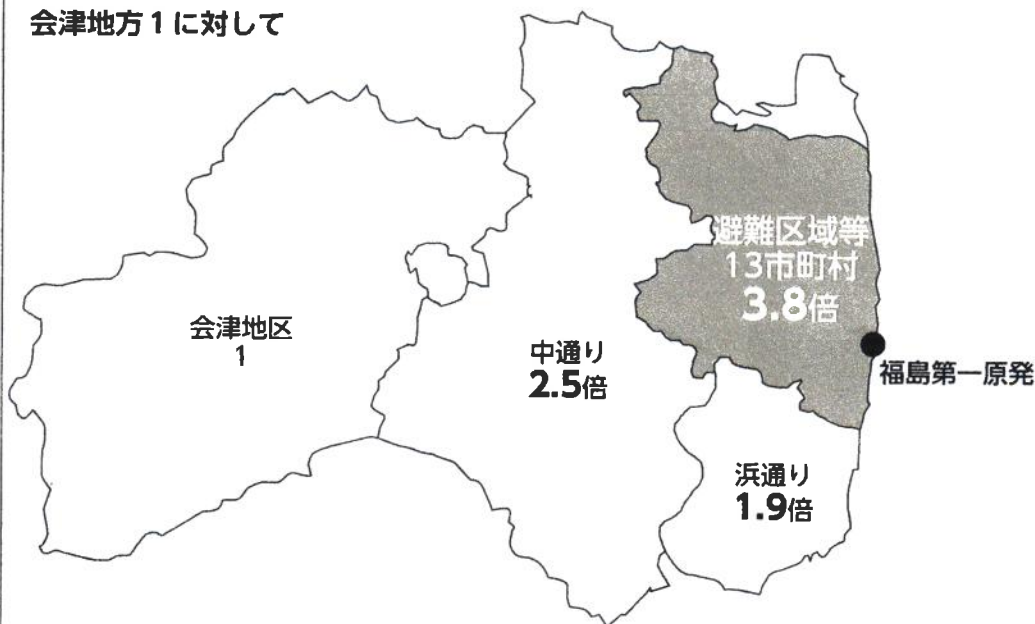 会津地方1に対して
避難区域等
13市町村
3.8倍
会津地区
1
中通り
2.5倍
福島第一原発
浜通り
1.9倍